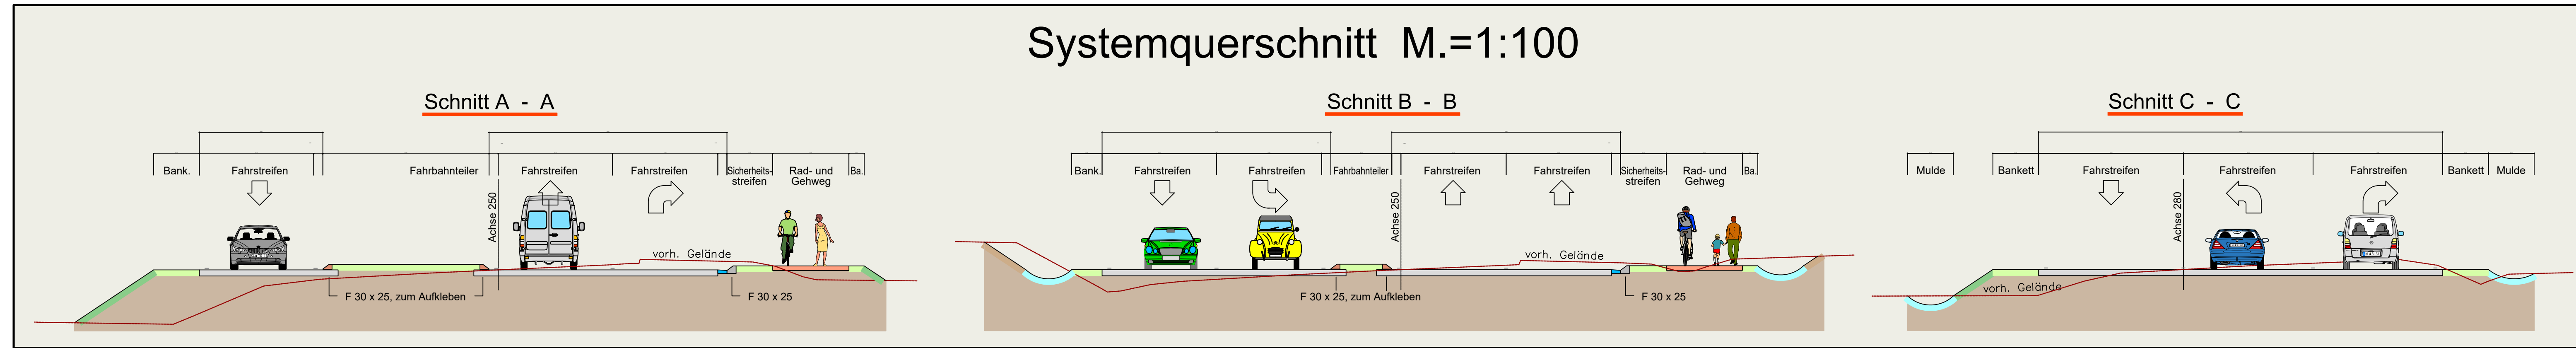 Systemquerschnitt M.=1:100
Schnitt A - A
Bank.
Fahrstreifen
Fahrbahnteiler
Fahrstreifen
Fahrstreifen
Sicherheits-
streifen
Rad- und
Gehweg
Ba.
Achse 250
vorh. Gelände
F 30 x 25, zum Aufkleben
F 30 x 25
Schnitt B - B
Bank.
Fahrstreifen
Fahrstreifen
Fahrbahnteiler
Fahrstreifen
Fahrstreifen
Sicherheits-
streifen
Rad- und
Gehweg
Ba.
Achse 250
vorh. Gelände
F 30 x 25, zum Aufkleben
F 30 x 25
Schnitt C - C
Mulde
Bankett
Fahrstreifen
Fahrstreifen
Fahrstreifen
Bankett
Mulde
Achse 280
vorh. Gelände